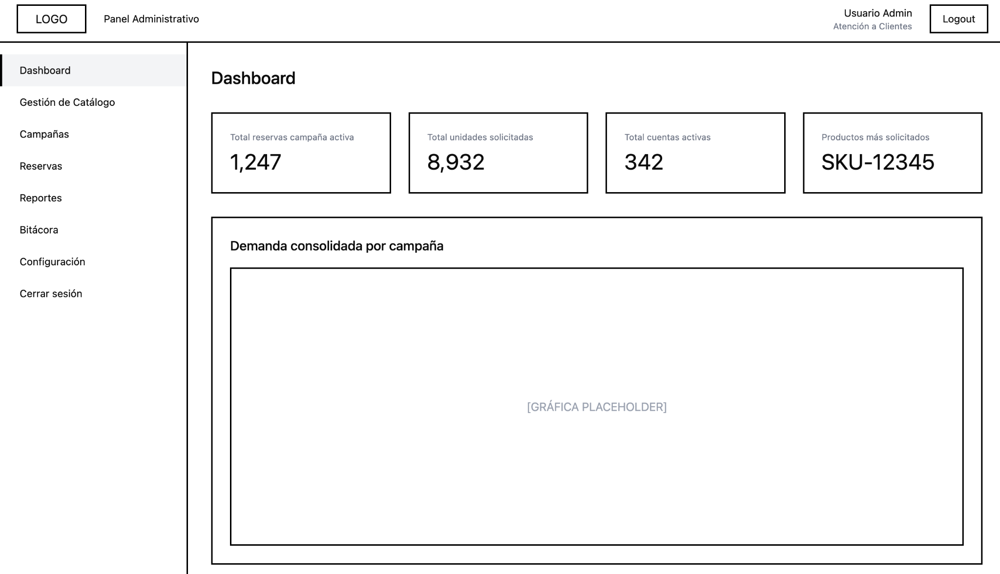 LOGO
Panel Administrativo
Usuario Admin
Atención a Clientes
Logout
Dashboard
Gestión de Catálogo
Campañas
Reservas
Reportes
Bitácora
Configuración
Cerrar sesión
Dashboard
Total reservas campaña activa
1,247
Total unidades solicitadas
8,932
Total cuentas activas
342
Productos más solicitados
SKU-12345
Demanda consolidada por campaña
[GRÁFICA PLACEHOLDER]